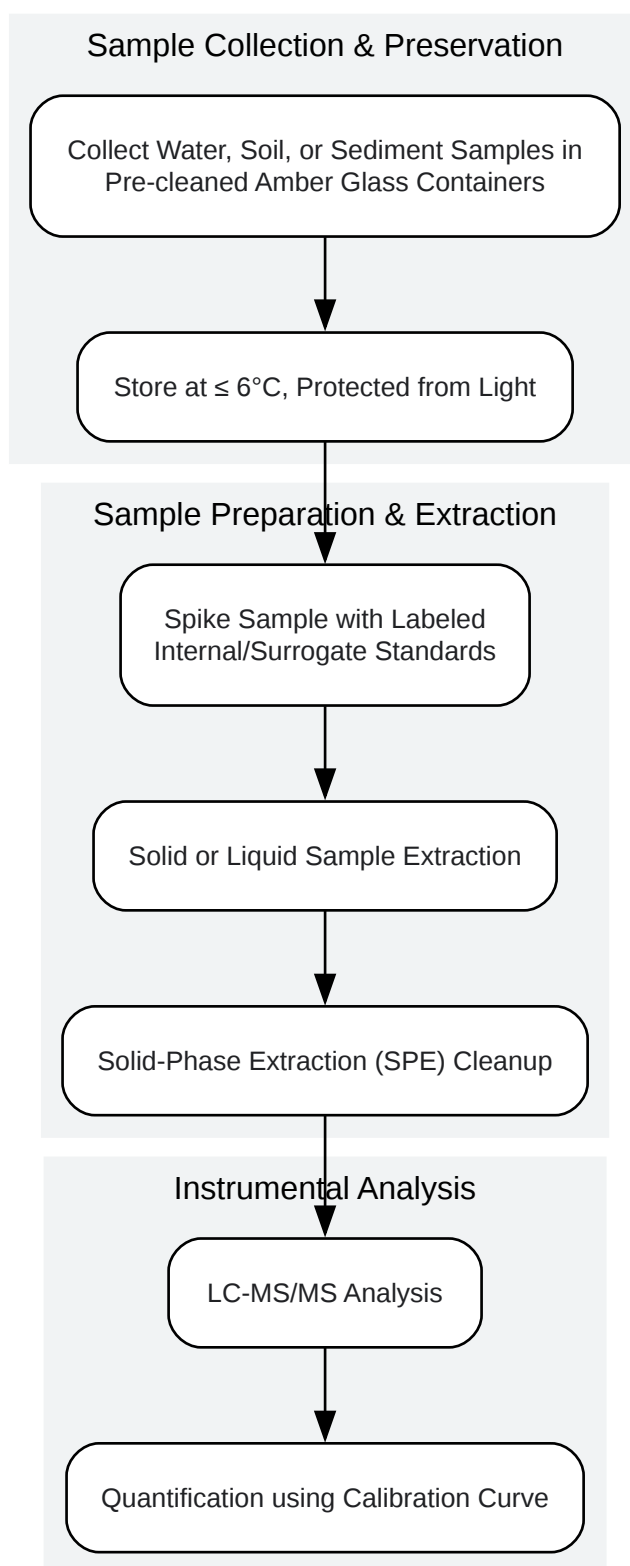 Sample Collection & Preservation
Collect Water, Soil, or Sediment Samples in
Pre-cleaned Amber Glass Containers
Store at ≤ 6°C, Protected from Light
Sample Preparation & Extraction
Spike Sample with Labeled
Internal/Surrogate Standards
Solid or Liquid Sample Extraction
Solid-Phase Extraction (SPE) Cleanup
Instrumental Analysis
LC-MS/MS Analysis
Quantification using Calibration Curve